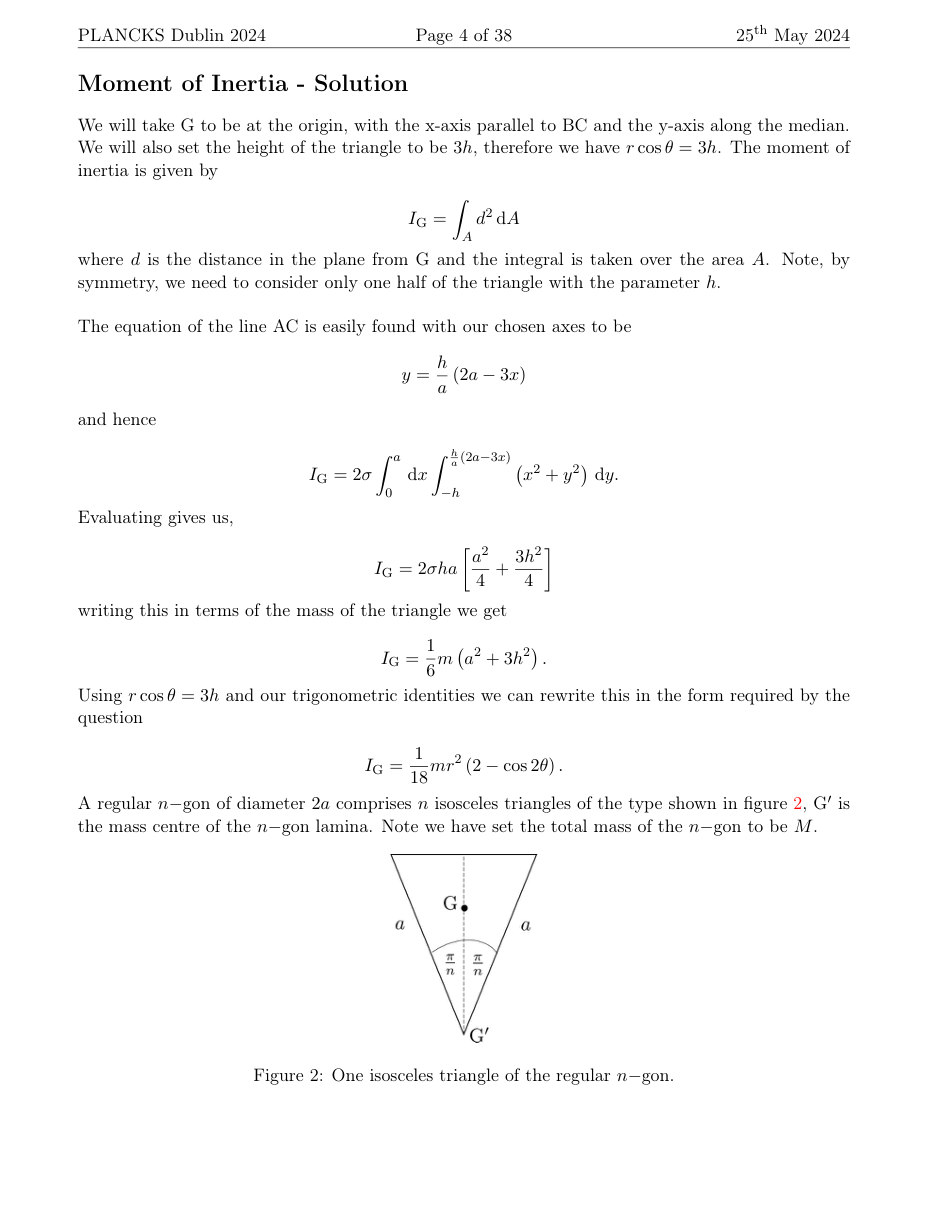 PLANCKS Dublin 2024 Page 4 of 38 25th May 2024
Moment of Inertia - Solution
We will take G to be at the origin, with the x-axis parallel to BC and the y-axis along the median.
We will also set the height of the triangle to be 3h, therefore we have r cos θ = 3h. The moment of
inertia is given by
I_G = ∫_A d² dA
where d is the distance in the plane from G and the integral is taken over the area A. Note, by
symmetry, we need to consider only one half of the triangle with the parameter h.
The equation of the line AC is easily found with our chosen axes to be
y = h/a (2a − 3x)
and hence
I_G = 2σ ∫_0^a dx ∫_{−h}^{h/a (2a−3x)} (x² + y²) dy.
Evaluating gives us,
I_G = 2σha [a²/4 + 3h²/4]
writing this in terms of the mass of the triangle we get
I_G = 1/6 m (a² + 3h²).
Using r cos θ = 3h and our trigonometric identities we can rewrite this in the form required by the
question
I_G = 1/18 mr² (2 − cos 2θ).
A regular n−gon of diameter 2a comprises n isosceles triangles of the type shown in figure 2, G′ is
the mass centre of the n−gon lamina. Note we have set the total mass of the n−gon to be M.
G
a a
π/n π/n
G′
Figure 2: One isosceles triangle of the regular n−gon.